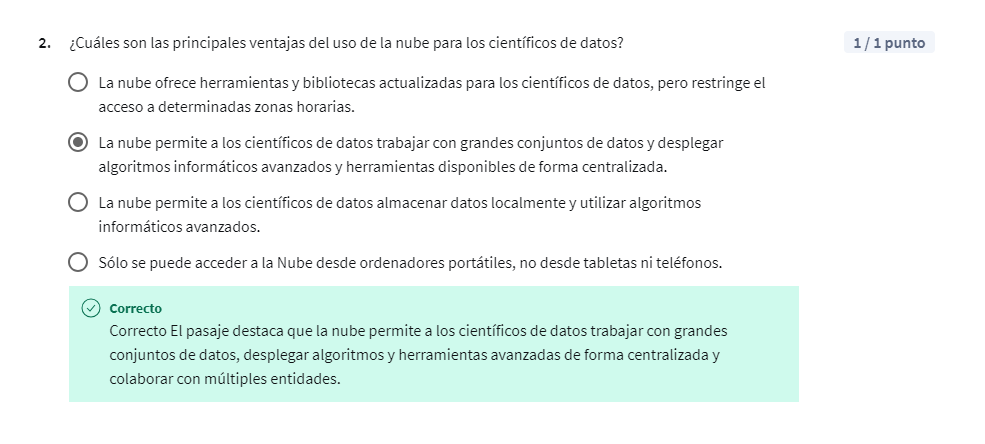 2. ¿Cuáles son las principales ventajas del uso de la nube para los científicos de datos?
1 / 1 punto
La nube ofrece herramientas y bibliotecas actualizadas para los científicos de datos, pero restringe el
acceso a determinadas zonas horarias.
La nube permite a los científicos de datos trabajar con grandes conjuntos de datos y desplegar
algoritmos informáticos avanzados y herramientas disponibles de forma centralizada.
La nube permite a los científicos de datos almacenar datos localmente y utilizar algoritmos
informáticos avanzados.
Sólo se puede acceder a la Nube desde ordenadores portátiles, no desde tabletas ni teléfonos.
Correcto
Correcto El pasaje destaca que la nube permite a los científicos de datos trabajar con grandes
conjuntos de datos, desplegar algoritmos y herramientas avanzadas de forma centralizada y
colaborar con múltiples entidades.